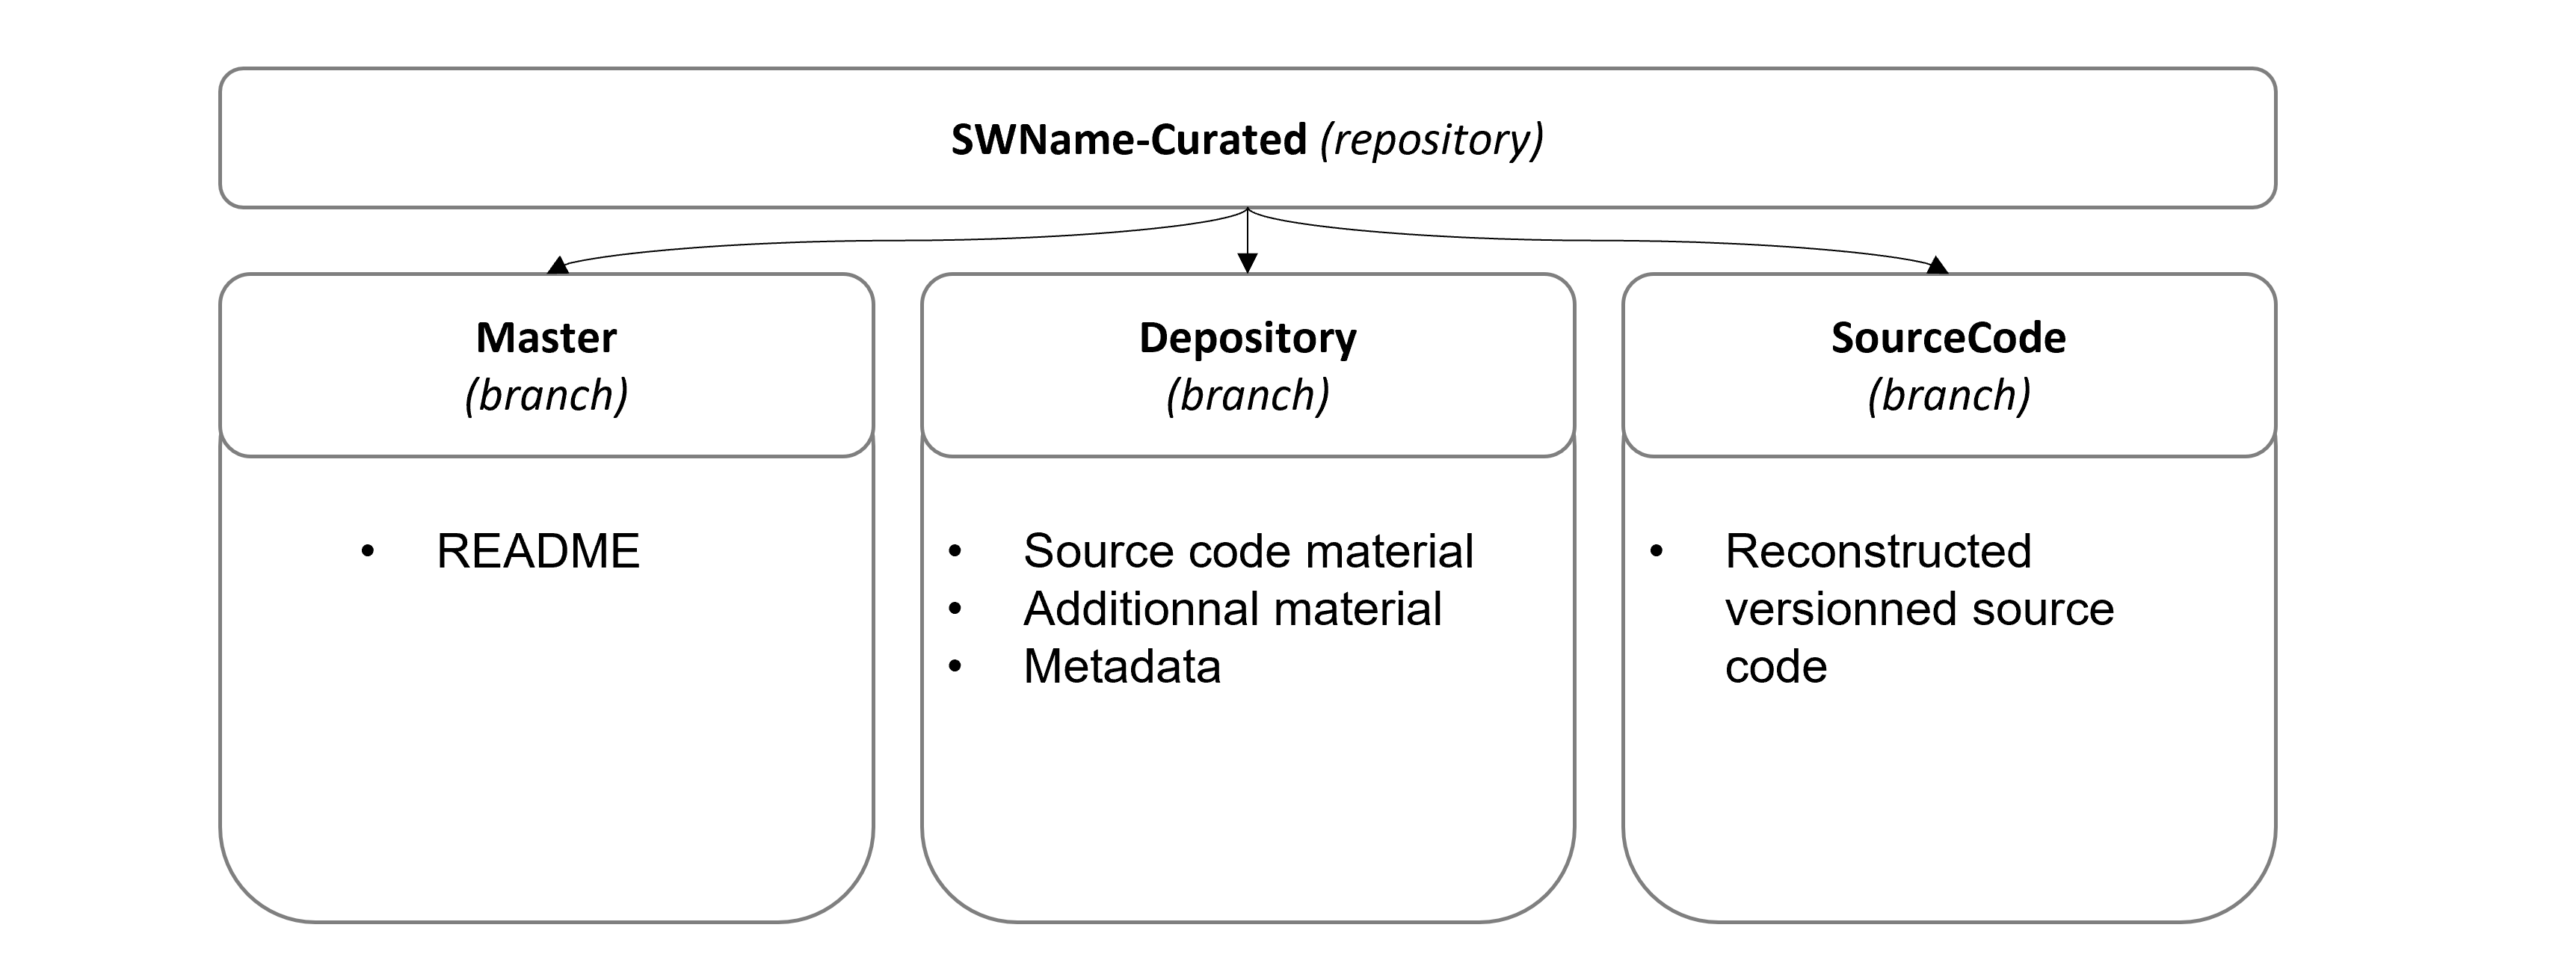 SWName-Curated (repository)
Master
(branch)
• README
Depository
(branch)
• Source code material
• Additionnal material
• Metadata
SourceCode
(branch)
• Reconstructed
versionned source
code